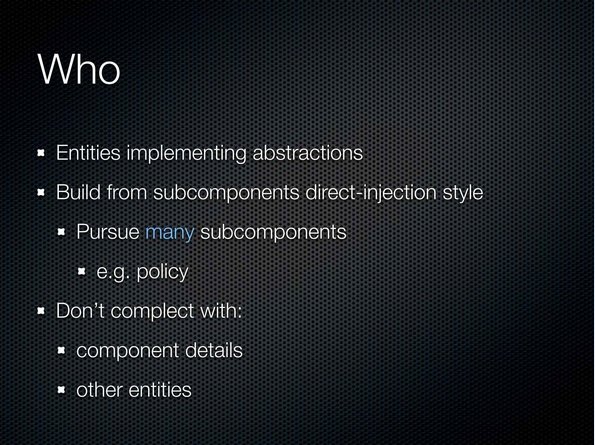 Who
Entities implementing abstractions
Build from subcomponents direct-injection style
Pursue many subcomponents
e.g. policy
Don’t complect with:
component details
other entities